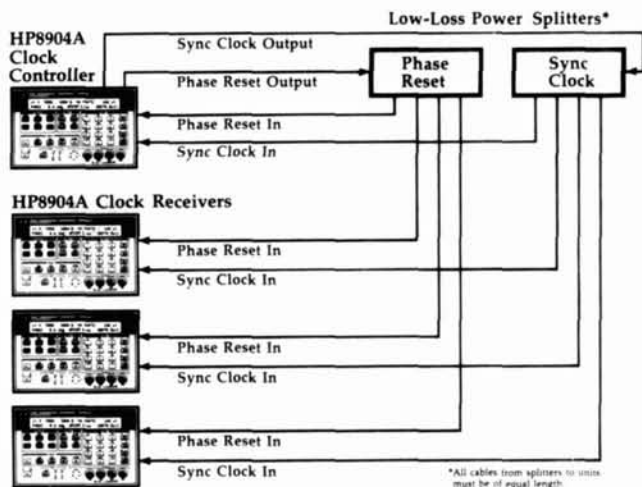 Low-Loss Power Splitters*
HP8904A
Clock
Controller
Sync Clock Output
Phase Reset Output
Phase
Reset
Sync
Clock
Phase Reset In
Sync Clock In
HP8904A Clock Receivers
Phase Reset In
Sync Clock In
Phase Reset In
Sync Clock In
Phase Reset In
Sync Clock In
*All cables from splitters to units
must be of equal length